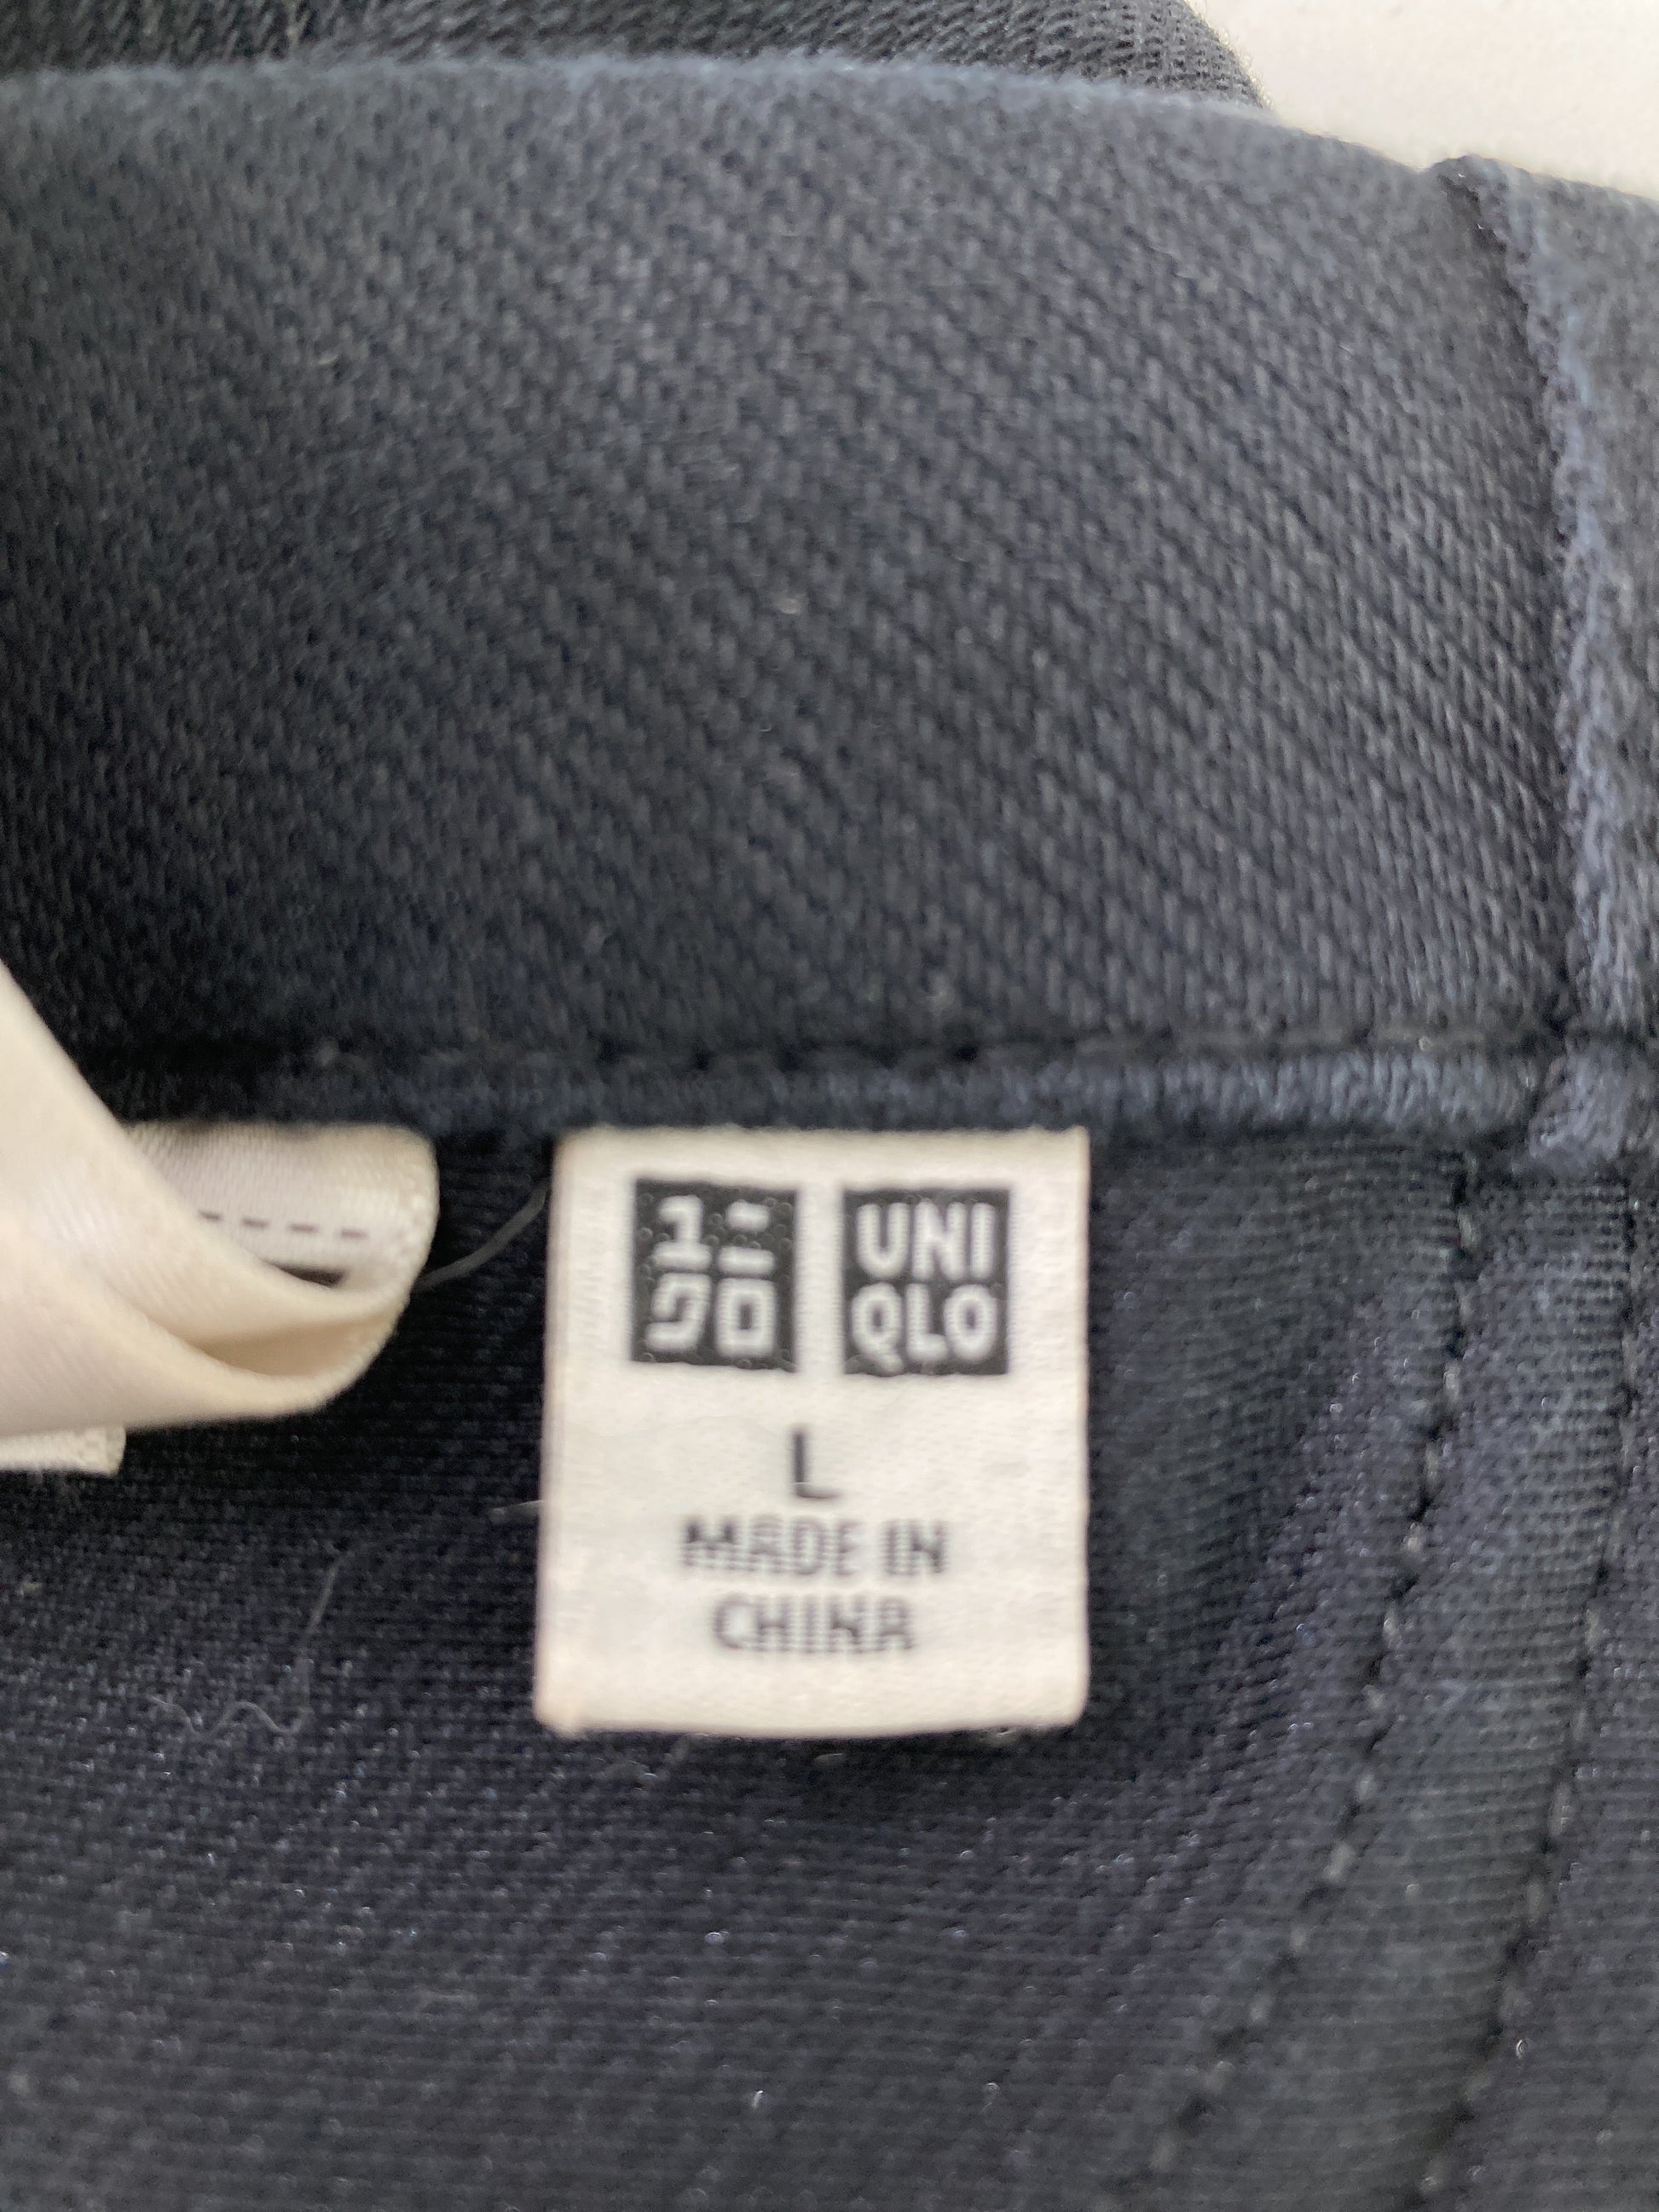 ユニ UNI
クロ QLO
L
MADE IN
CHINA